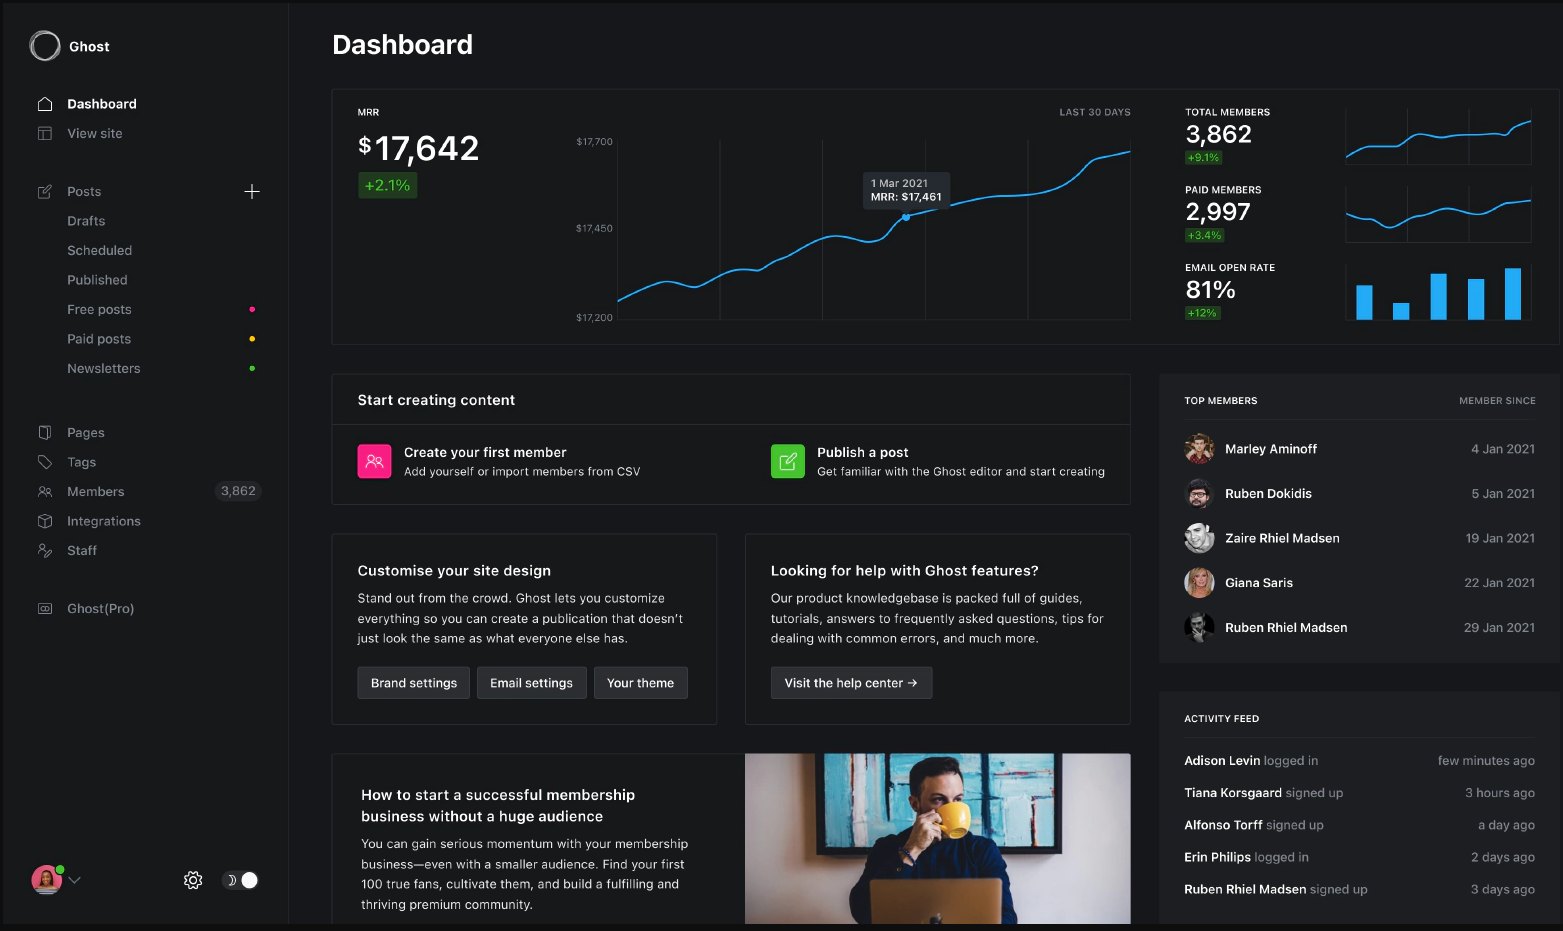 Ghost
Dashboard
View site
Posts
Drafts
Scheduled
Published
Free posts
Paid posts
Newsletters
Pages
Tags
Members 3,862
Integrations
Staff
Ghost(Pro)
Dashboard
MRR
$17,642
+2.1%
LAST 30 DAYS
$17,700
$17,450
$17,200
1 Mar 2021
MRR: $17,461
TOTAL MEMBERS
3,862
+9.1%
PAID MEMBERS
2,997
+3.4%
EMAIL OPEN RATE
81%
+12%
Start creating content
Create your first member
Add yourself or import members from CSV
Publish a post
Get familiar with the Ghost editor and start creating
Customise your site design
Stand out from the crowd. Ghost lets you customize
everything so you can create a publication that doesn’t
just look the same as what everyone else has.
Brand settings
Email settings
Your theme
Looking for help with Ghost features?
Our product knowledgebase is packed full of guides,
tutorials, answers to frequently asked questions, tips for
dealing with common errors, and much more.
Visit the help center →
How to start a successful membership
business without a huge audience
You can gain serious momentum with your membership
business—even with a smaller audience. Find your first
100 true fans, cultivate them, and build a fulfilling and
thriving premium community.
TOP MEMBERS MEMBER SINCE
Marley Aminoff 4 Jan 2021
Ruben Dokidis 5 Jan 2021
Zaire Rhiel Madsen 19 Jan 2021
Giana Saris 22 Jan 2021
Ruben Rhiel Madsen 29 Jan 2021
ACTIVITY FEED
Adison Levin logged in few minutes ago
Tiana Korsgaard signed up 3 hours ago
Alfonso Torff signed up a day ago
Erin Philips logged in 2 days ago
Ruben Rhiel Madsen signed up 3 days ago